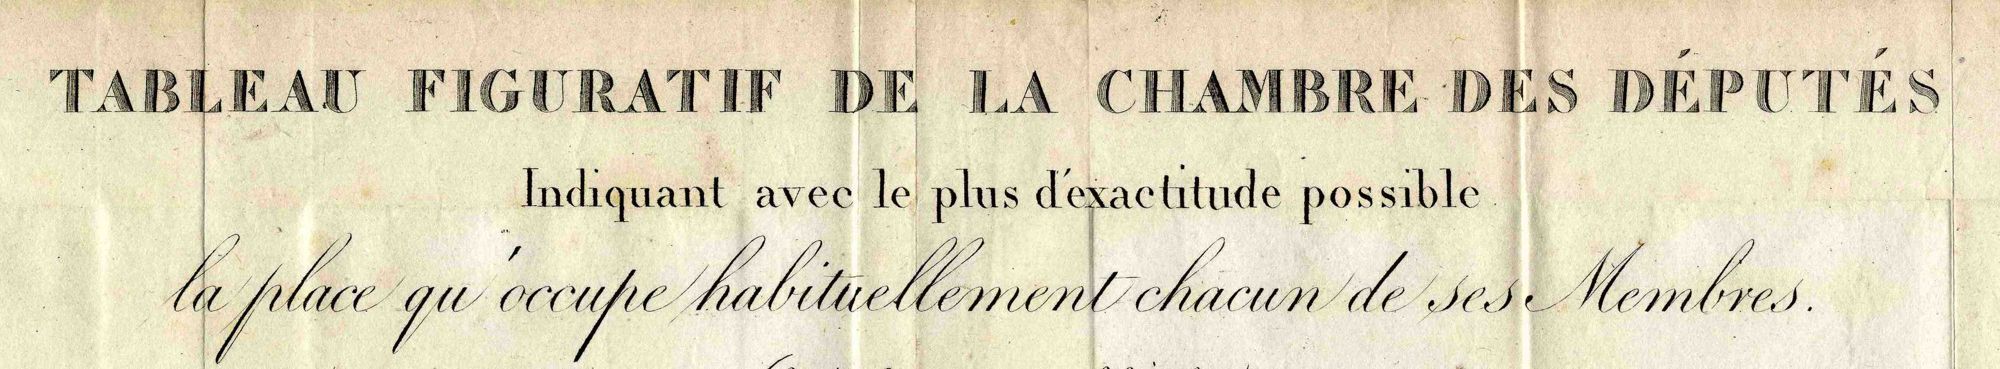 TABLEAU FIGURATIF DE LA CHAMBRE DES DÉPUTÉS
Indiquant avec le plus d'exactitude possible
la place qu'occupe habituellement chacun de ses Membres.